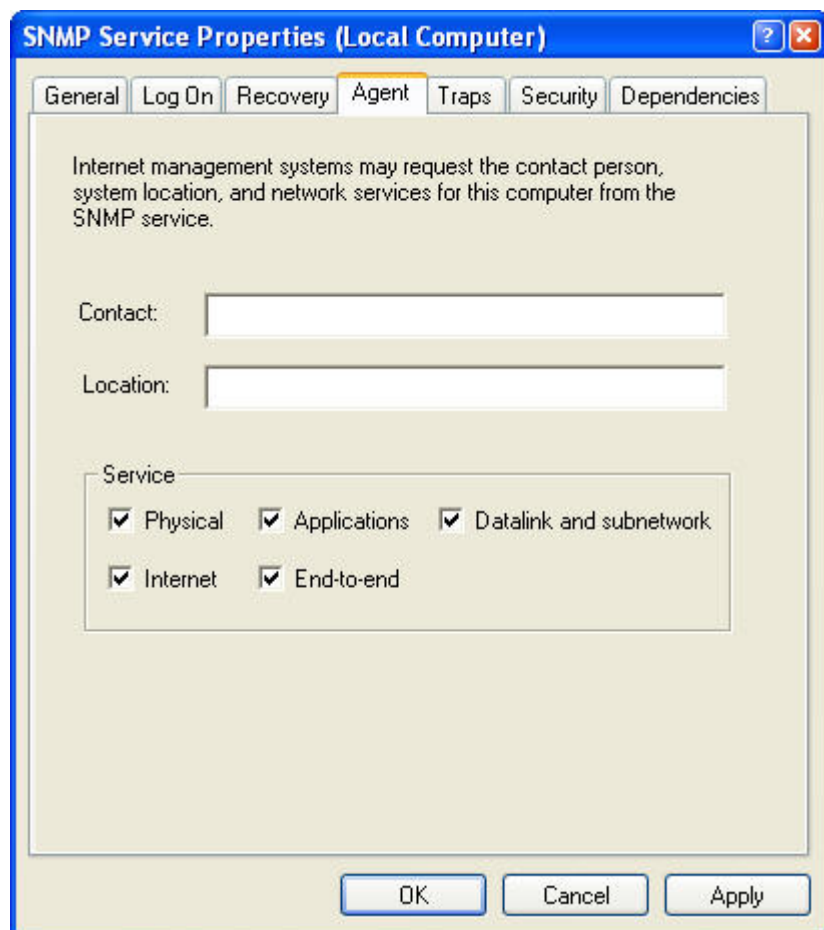 SNMP Service Properties (Local Computer)
General Log On Recovery Agent Traps Security Dependencies
Internet management systems may request the contact person,
system location, and network services for this computer from the
SNMP service.
Contact:
Location:
Service
Physical Applications Datalink and subnetwork
Internet End-to-end
OK Cancel Apply